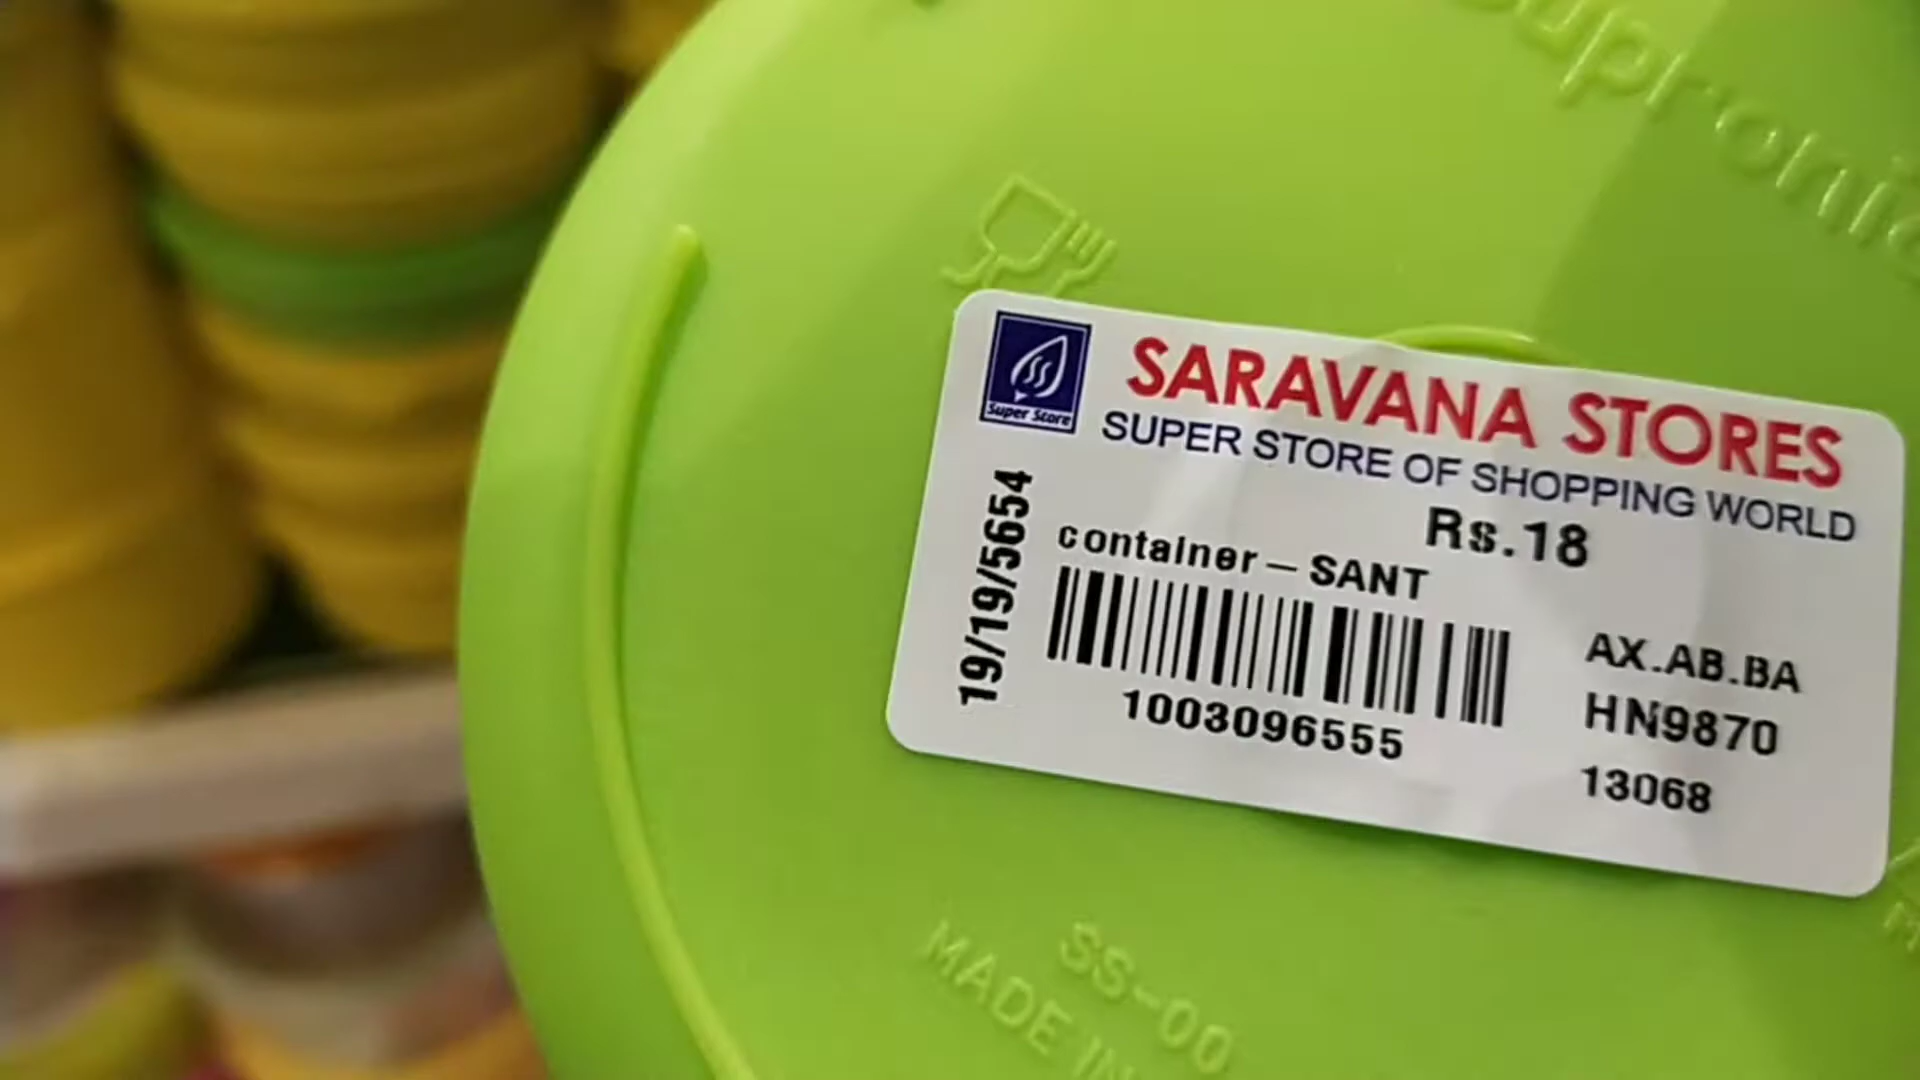 Super Store
SARAVANA STORES
SUPER STORE OF SHOPPING WORLD
Rs.18
container – SANT
19/19/5654
1003096555
AX.AB.BA
HN9870
13068
SS-00
MADE IN